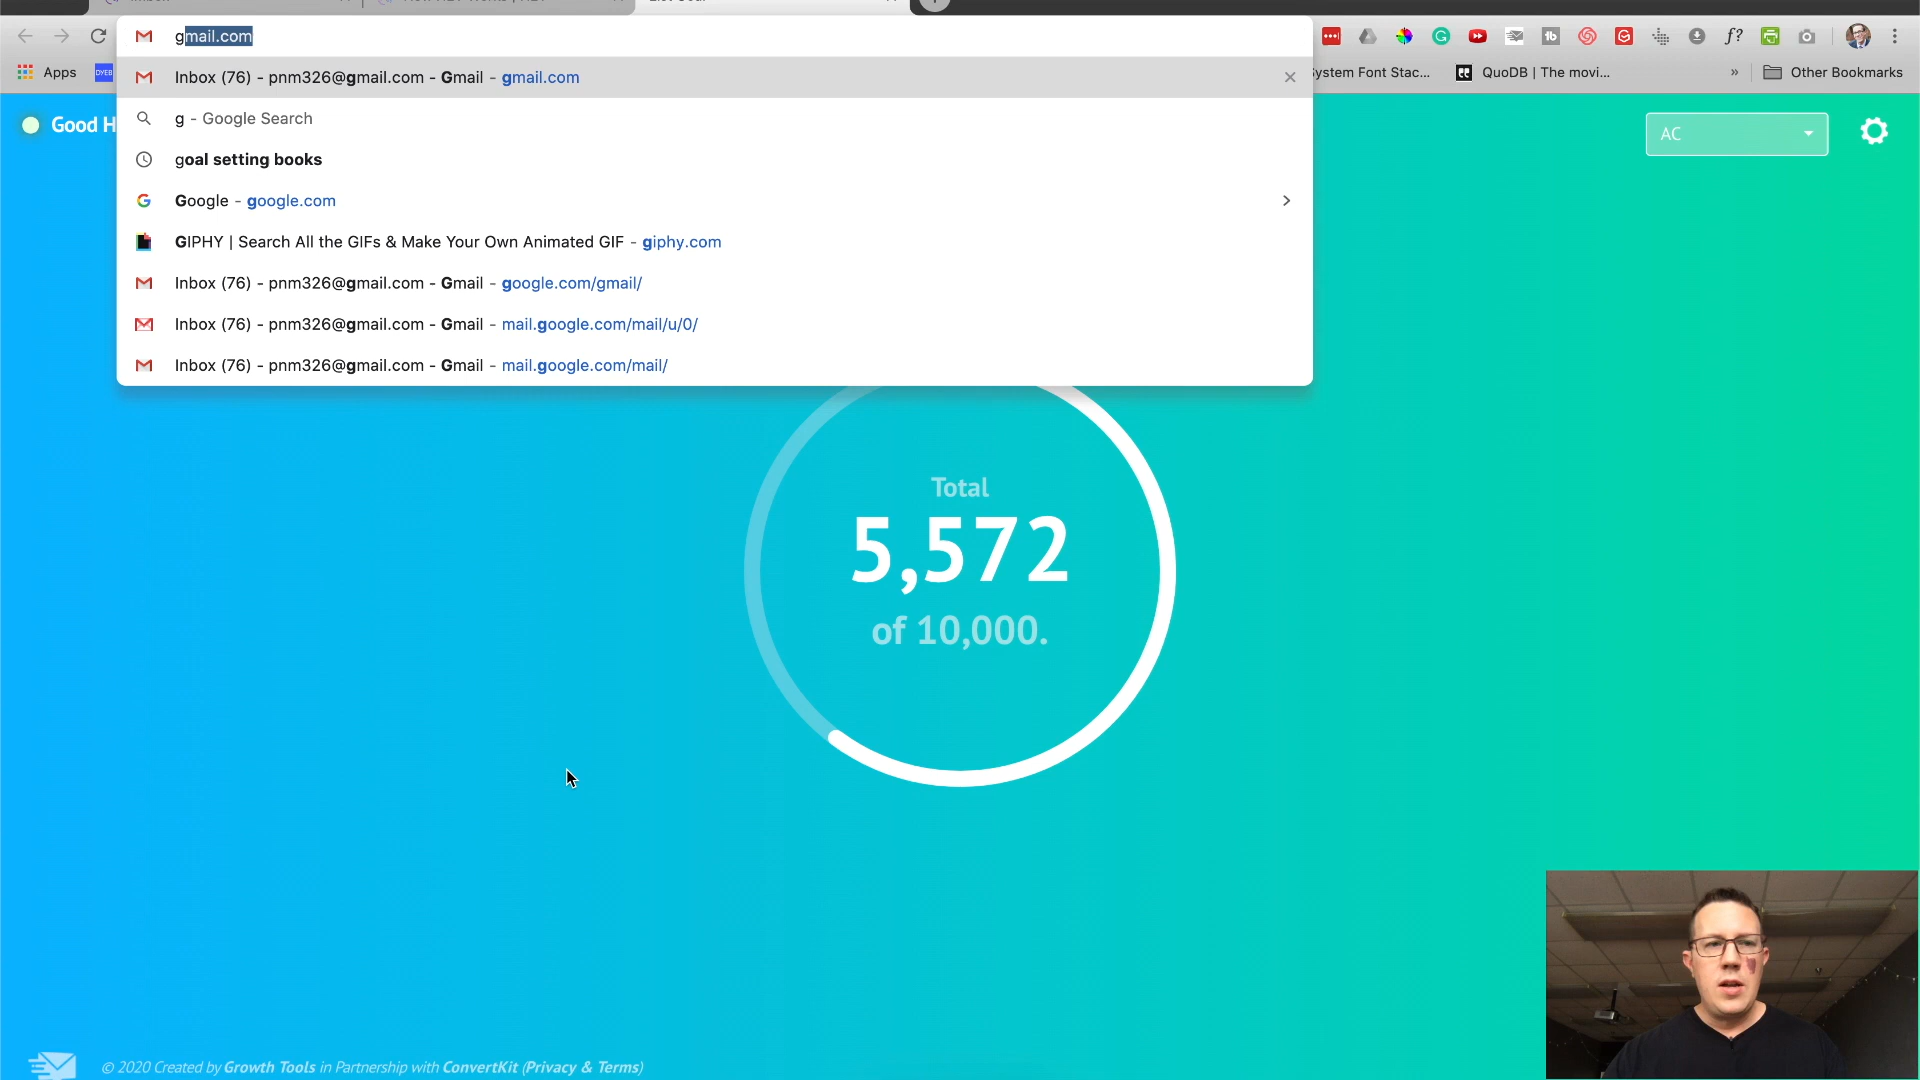 gmail.com
Apps
DYEB
System Font Stac...
QuoDB | The movi...
»
Other Bookmarks
Inbox (76) - pnm326@gmail.com - Gmail - gmail.com
g - Google Search
goal setting books
Google - google.com
GIPHY | Search All the GIFs & Make Your Own Animated GIF - giphy.com
Inbox (76) - pnm326@gmail.com - Gmail - google.com/gmail/
Inbox (76) - pnm326@gmail.com - Gmail - mail.google.com/mail/u/0/
Inbox (76) - pnm326@gmail.com - Gmail - mail.google.com/mail/
Good H
AC
Total
5,572
of 10,000.
© 2020 Created by Growth Tools in Partnership with ConvertKit (Privacy & Terms)